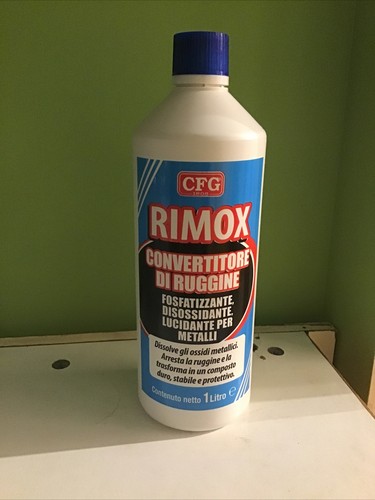 CFG
RIMOX
CONVERTITORE
DI RUGGINE
FOSFATIZZANTE,
DISOSSIDANTE,
LUCIDANTE PER
METALLI
Dissolve gli ossidi metallici.
Arresta la ruggine e la
trasforma in un composto
duro, stabile e protettivo.
Contenuto netto 1 Litro ℮